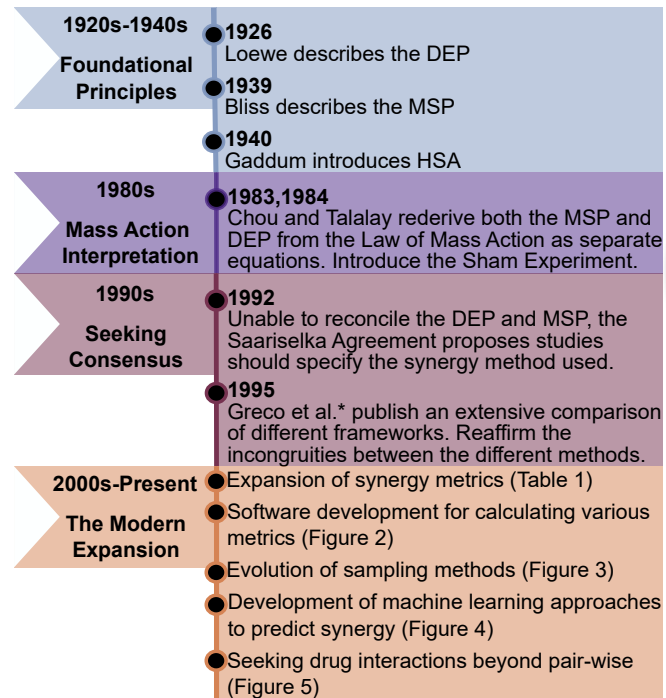 1920s-1940s
Foundational
Principles
1926
Loewe describes the DEP
1939
Bliss describes the MSP
1940
Gaddum introduces HSA
1980s
Mass Action
Interpretation
1983,1984
Chou and Talalay rederive both the MSP and
DEP from the Law of Mass Action as separate
equations. Introduce the Sham Experiment.
1990s
Seeking
Consensus
1992
Unable to reconcile the DEP and MSP, the
Saariselka Agreement proposes studies
should specify the synergy method used.
1995
Greco et al.* publish an extensive comparison
of different frameworks. Reaffirm the
incongruities between the different methods.
2000s-Present
The Modern
Expansion
Expansion of synergy metrics (Table 1)
Software development for calculating various
metrics (Figure 2)
Evolution of sampling methods (Figure 3)
Development of machine learning approaches
to predict synergy (Figure 4)
Seeking drug interactions beyond pair-wise
(Figure 5)